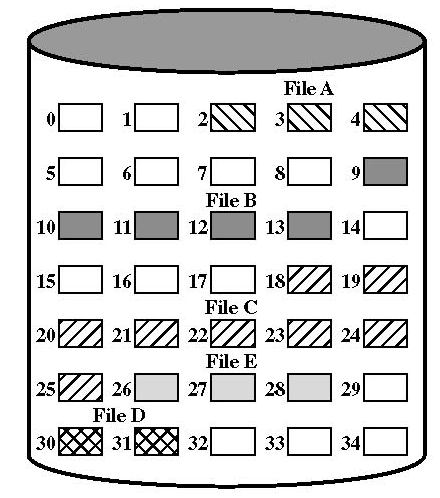 File A
0 1 2 3 4
5 6 7 8 9
File B
10 11 12 13 14
15 16 17 18 19
File C
20 21 22 23 24
File E
25 26 27 28 29
File D
30 31 32 33 34